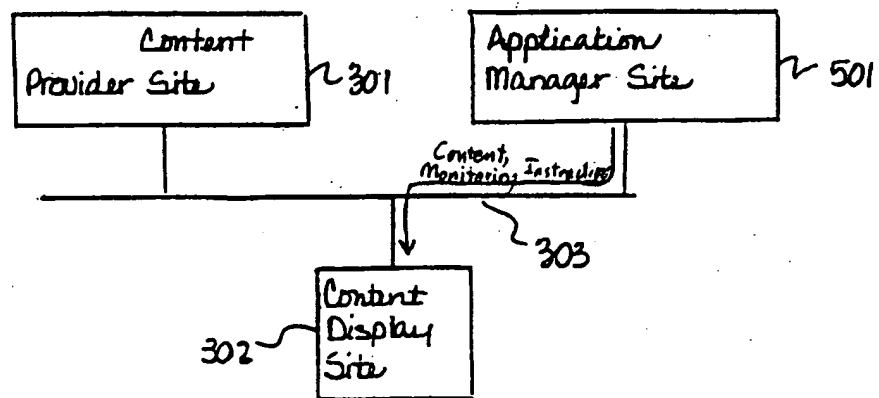 Content
Provider Site
301
Application
Manager Site
501
Content,
Monitoring Instructions
303
Content
Display
Site
302